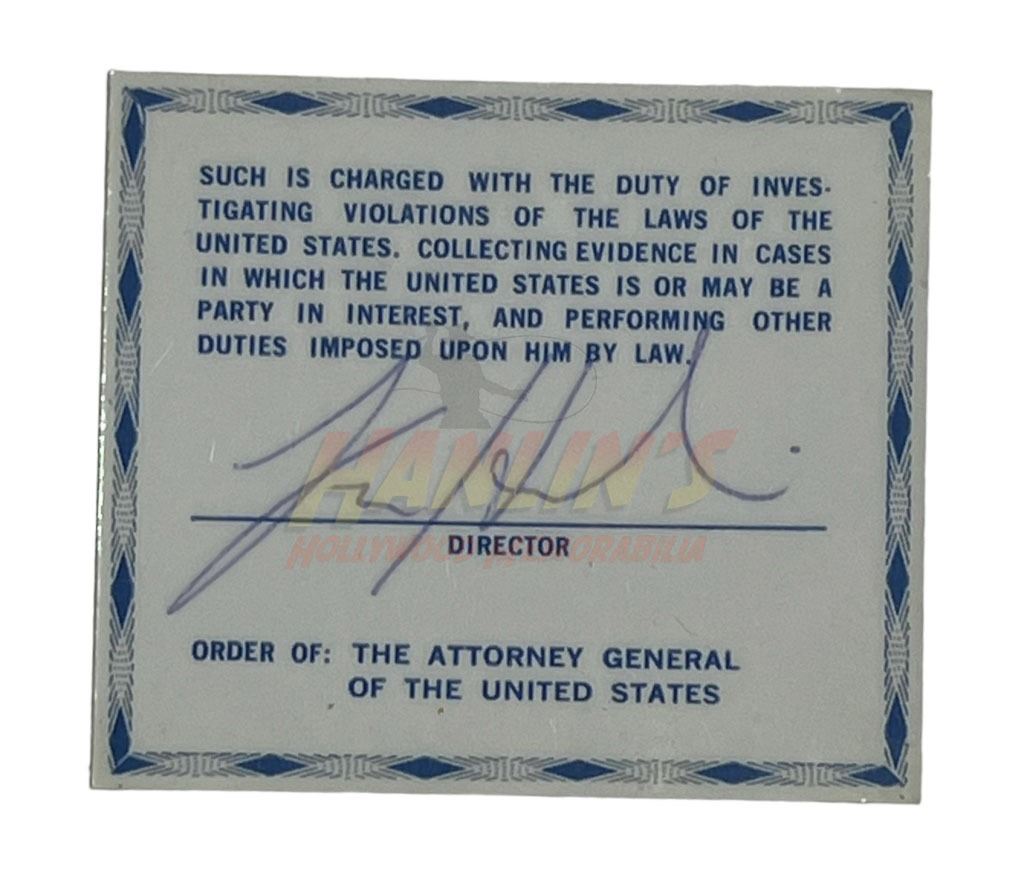 SUCH IS CHARGED WITH THE DUTY OF INVES-
TIGATING VIOLATIONS OF THE LAWS OF THE
UNITED STATES. COLLECTING EVIDENCE IN CASES
IN WHICH THE UNITED STATES IS OR MAY BE A
PARTY IN INTEREST, AND PERFORMING OTHER
DUTIES IMPOSED UPON HIM BY LAW.
HANLIN'S
HOLLYWOOD MEMORABILIA
DIRECTOR
ORDER OF: THE ATTORNEY GENERAL
OF THE UNITED STATES